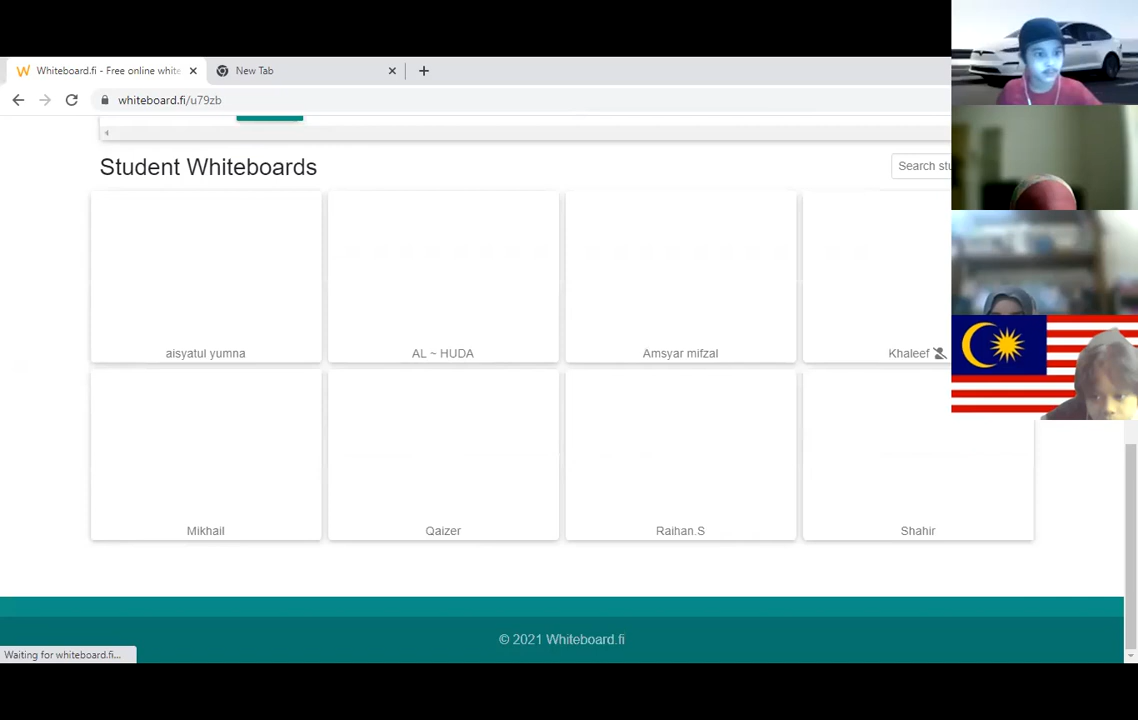 Whiteboard.fi - Free online white
New Tab
whiteboard.fi/u79zb
Student Whiteboards
Search stu
aisyatul yumna
AL ~ HUDA
Amsyar mifzal
Khaleef
Mikhail
Qaizer
Raihan.S
Shahir
© 2021 Whiteboard.fi
Waiting for whiteboard.fi...